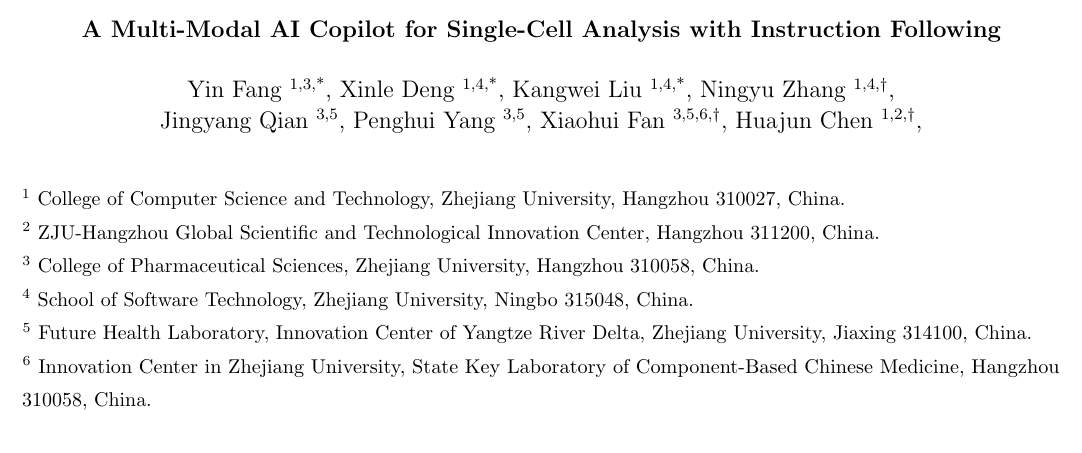 A Multi-Modal AI Copilot for Single-Cell Analysis with Instruction Following
Yin Fang 1,3,*, Xinle Deng 1,4,*, Kangwei Liu 1,4,*, Ningyu Zhang 1,4,†,
Jingyang Qian 3,5, Penghui Yang 3,5, Xiaohui Fan 3,5,6,†, Huajun Chen 1,2,†,
1 College of Computer Science and Technology, Zhejiang University, Hangzhou 310027, China.
2 ZJU-Hangzhou Global Scientific and Technological Innovation Center, Hangzhou 311200, China.
3 College of Pharmaceutical Sciences, Zhejiang University, Hangzhou 310058, China.
4 School of Software Technology, Zhejiang University, Ningbo 315048, China.
5 Future Health Laboratory, Innovation Center of Yangtze River Delta, Zhejiang University, Jiaxing 314100, China.
6 Innovation Center in Zhejiang University, State Key Laboratory of Component-Based Chinese Medicine, Hangzhou
310058, China.